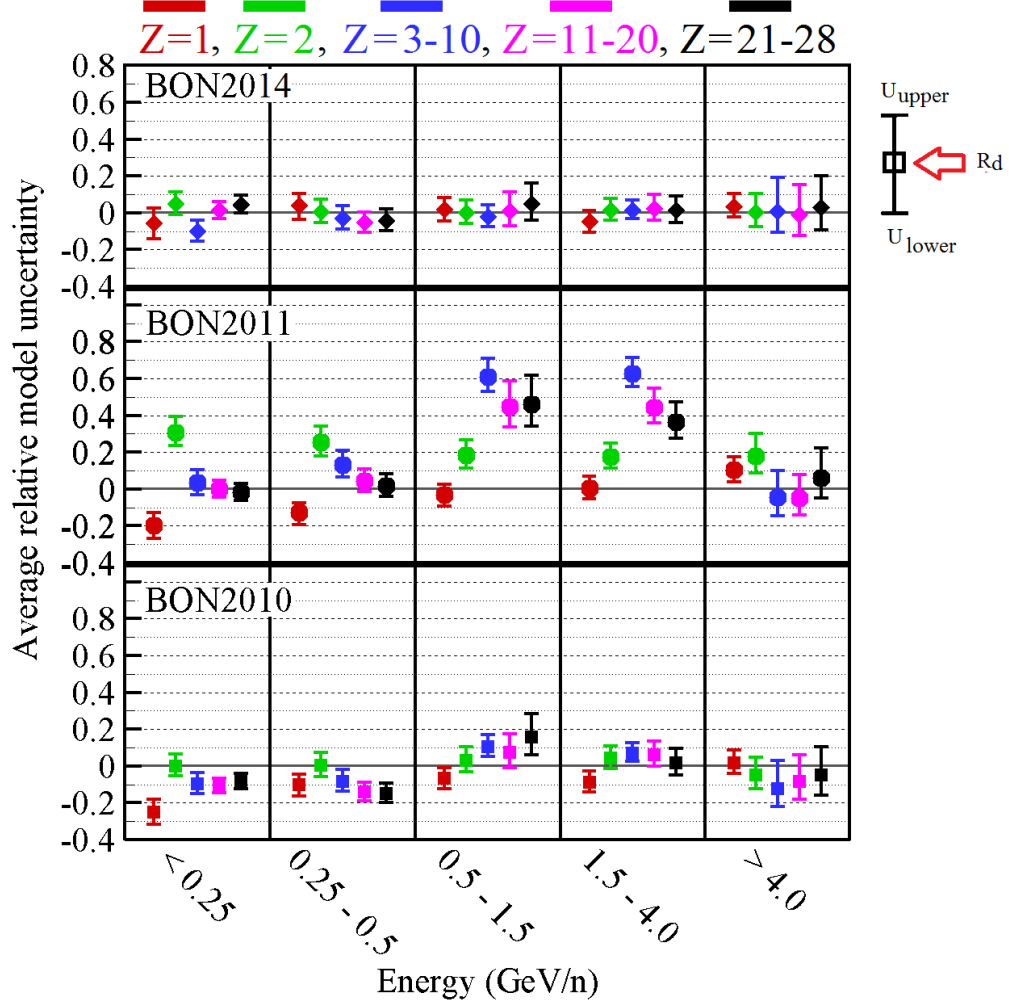 Z=1, Z=2, Z=3-10, Z=11-20, Z=21-28
Average relative model uncertainty
BON2014
0.8
0.6
0.4
0.2
0
-0.2
-0.4
BON2011
0.8
0.6
0.4
0.2
0
-0.2
-0.4
BON2010
0.8
0.6
0.4
0.2
0
-0.2
-0.4
< 0.25
0.25 - 0.5
0.5 - 1.5
1.5 - 4.0
> 4.0
Energy (GeV/n)
Uupper
Rd
Ulower